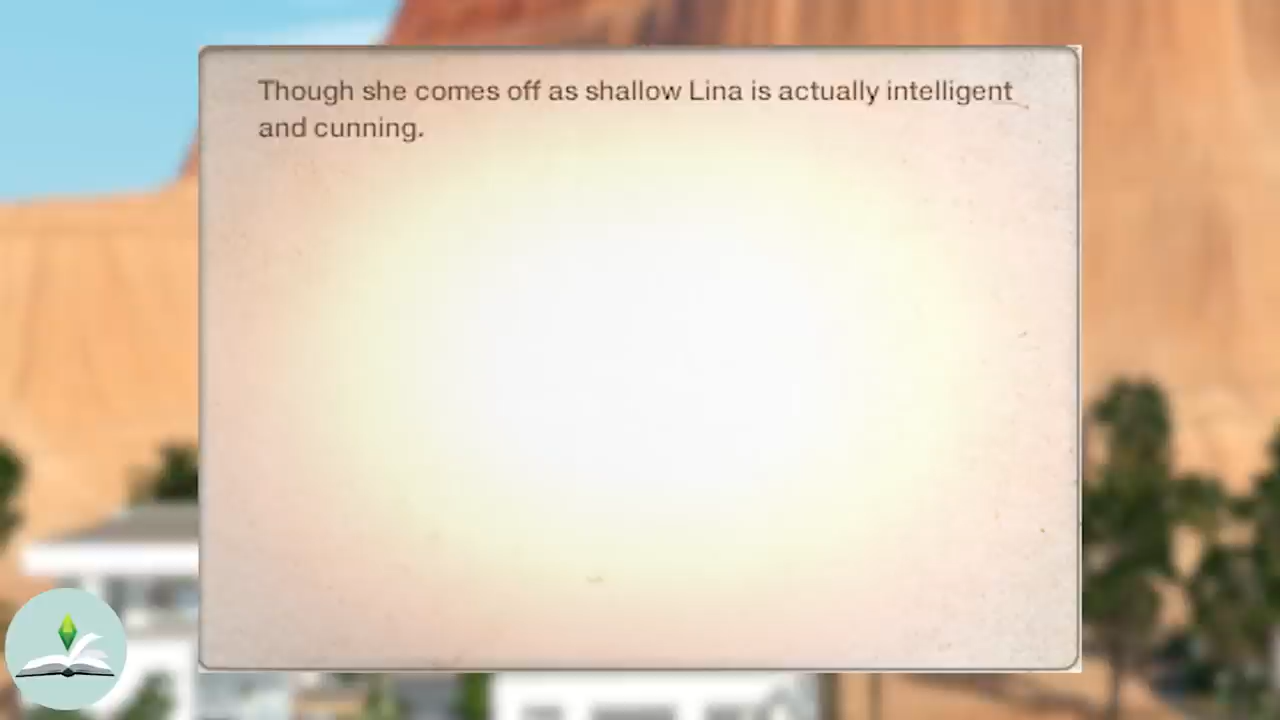 Though she comes off as shallow Lina is actually intelligent
and cunning.